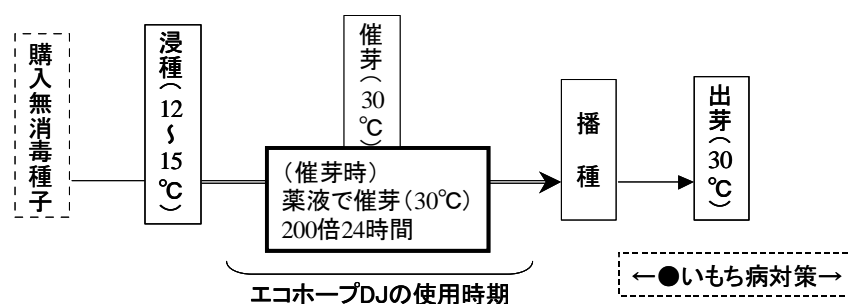 購入無消毒種子
浸種(12～15℃)
催芽(30℃)
(催芽時)
薬液で催芽(30℃)
200倍24時間
播種
出芽(30℃)
エコホープDJの使用時期
←●いもち病対策→